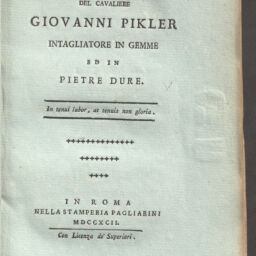 DEL CAVALIERE
GIOVANNI PIKLER
INTAGLIATORE IN GEMME
ED IN
PIETRE DURE.
In tenui labor, at tenuis non gloria.
IN ROMA
NELLA STAMPERIA PAGLIARINI
MDCCXCII.
Con Licenza de' Superiori.